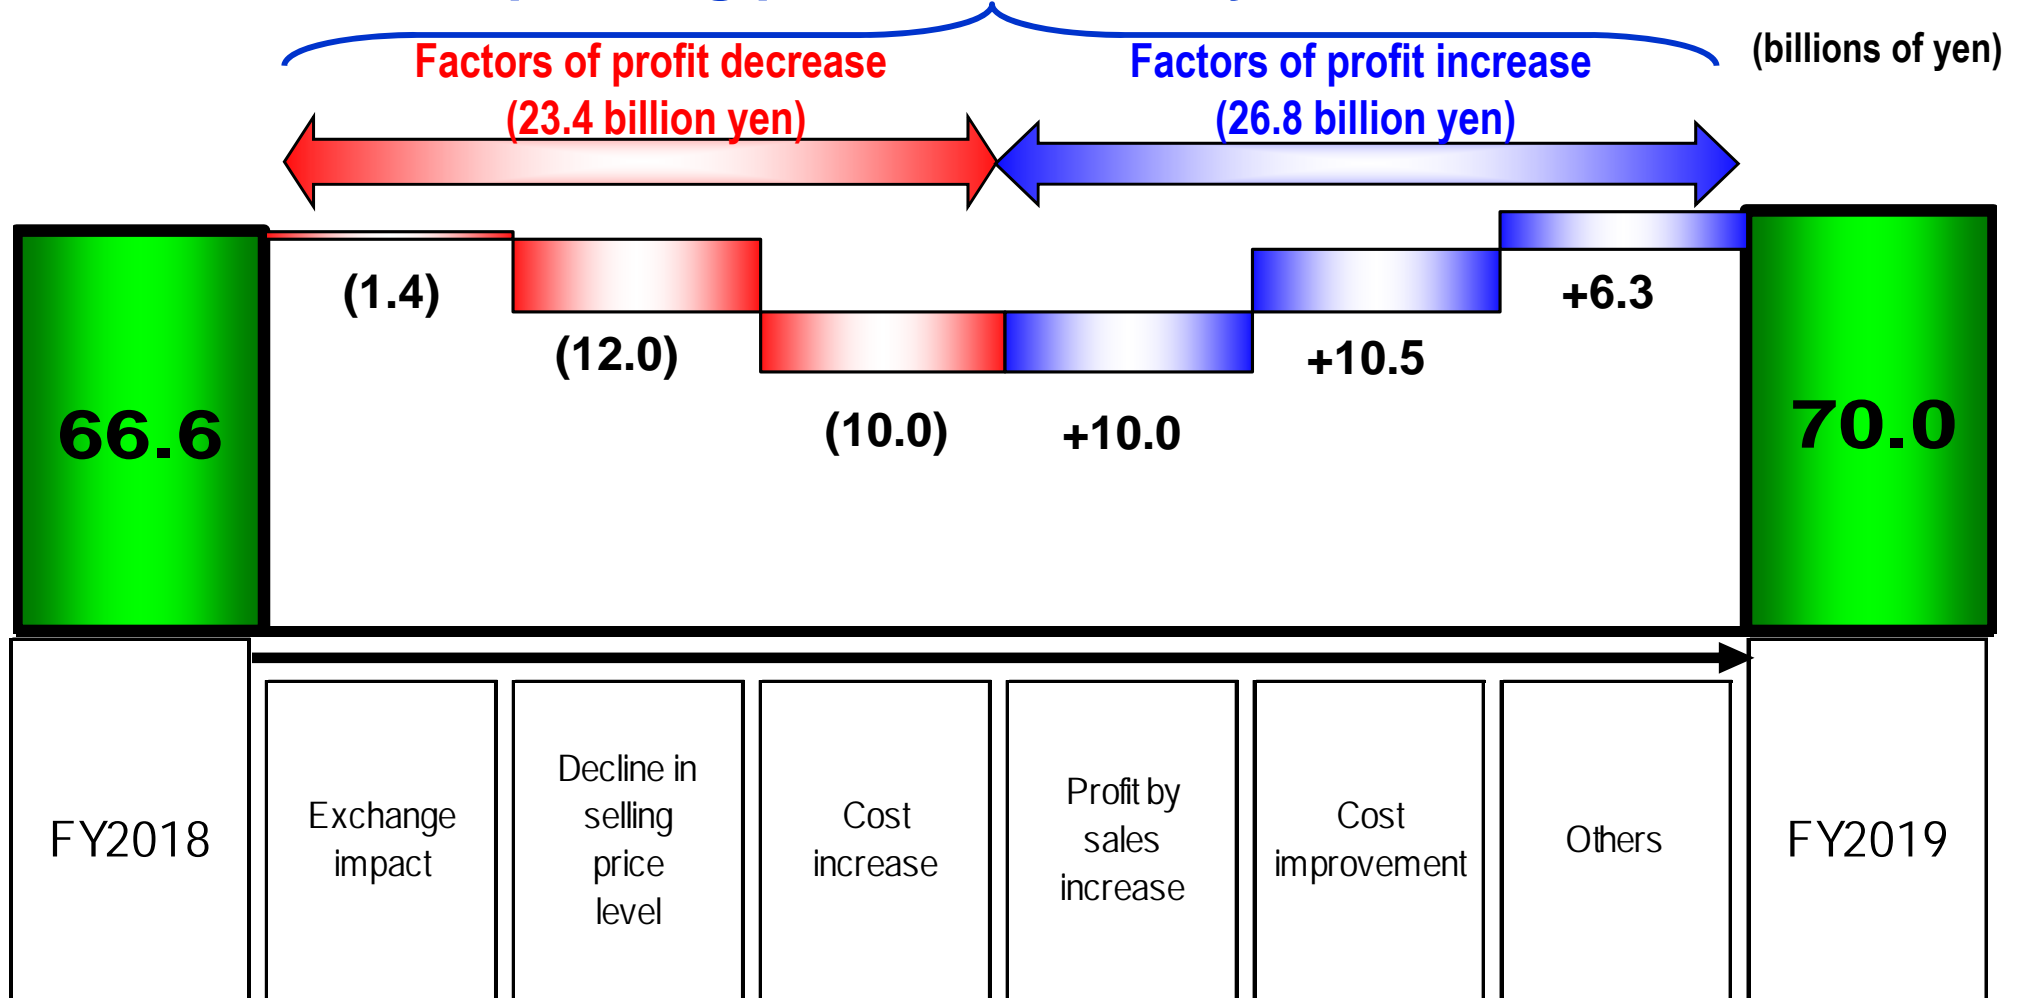 Factors of profit decrease
(23.4 billion yen)
Factors of profit increase
(26.8 billion yen)
(billions of yen)
66.6
(1.4)
(12.0)
(10.0)
+10.0
+10.5
+6.3
70.0
FY2018
Exchange
impact
Decline in
selling
price
level
Cost
increase
Profit by
sales
increase
Cost
improvement
Others
FY2019